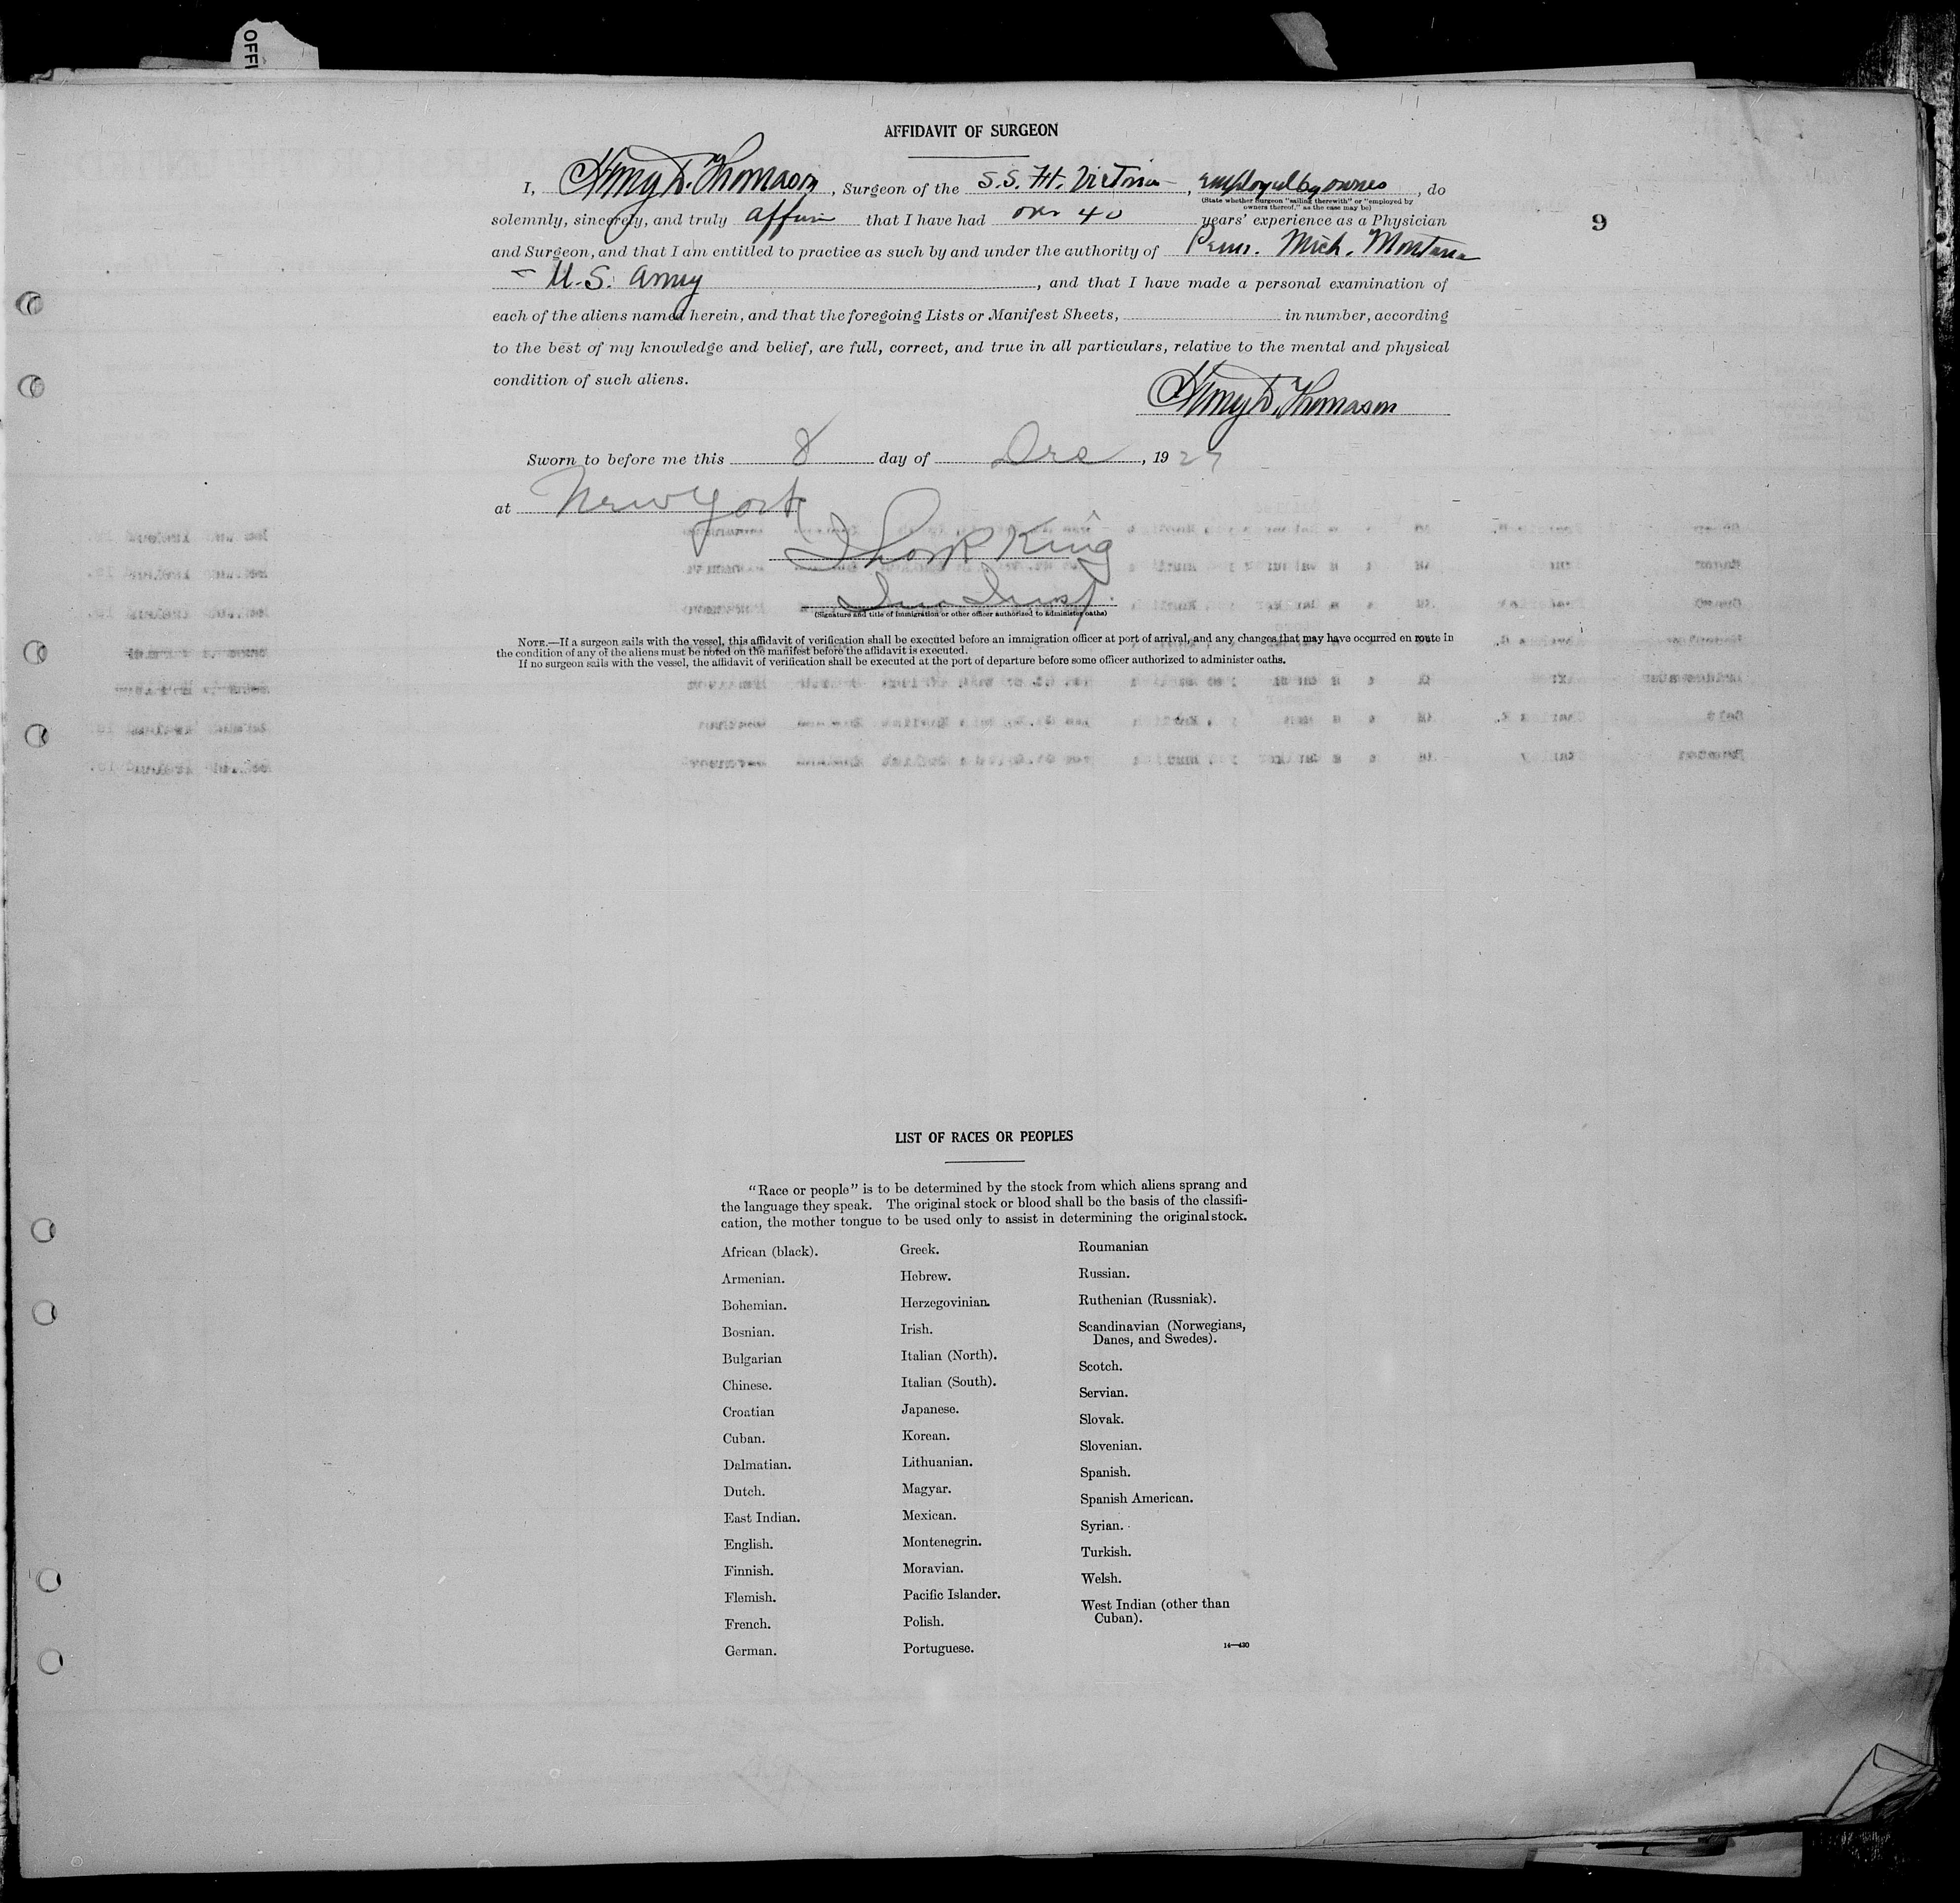 OFFI
AFFIDAVIT OF SURGEON
I, Henry D. Thomason, Surgeon of the S.S. Ft. Victoria, employed by owners, do
(State whether Surgeon "sailing therewith" or "employed by
owners thereof," as the case may be)
solemnly, sincerely, and truly affirm that I have had over 40 years' experience as a Physician
9
and Surgeon, and that I am entitled to practice as such by and under the authority of Penn. Mich. Montana
- U.S. Army, and that I have made a personal examination of
each of the aliens named herein, and that the foregoing Lists or Manifest Sheets, in number, according
to the best of my knowledge and belief, are full, correct, and true in all particulars, relative to the mental and physical
condition of such aliens.
Henry D. Thomason
Sworn to before me this 8 day of Dec, 1927
at New York
King
Imm Insp.
(Signature and title of Immigration or other officer authorized to administer oaths)
NOTE.—If a surgeon sails with the vessel, this affidavit of verification shall be executed before an immigration officer at port of arrival, and any changes that may have occurred en route in
the condition of any of the aliens must be noted on the manifest before the affidavit is executed.
If no surgeon sails with the vessel, the affidavit of verification shall be executed at the port of departure before some officer authorized to administer oaths.
LIST OF RACES OR PEOPLES
"Race or people" is to be determined by the stock from which aliens sprang and
the language they speak. The original stock or blood shall be the basis of the classifi-
cation, the mother tongue to be used only to assist in determining the original stock.
African (black).
Armenian.
Bohemian.
Bosnian.
Bulgarian
Chinese.
Croatian
Cuban.
Dalmatian.
Dutch.
East Indian.
English.
Finnish.
Flemish.
French.
German.
Greek.
Hebrew.
Herzegovinian.
Irish.
Italian (North).
Italian (South).
Japanese.
Korean.
Lithuanian.
Magyar.
Mexican.
Montenegrin.
Moravian.
Pacific Islander.
Polish.
Portuguese.
Roumanian
Russian.
Ruthenian (Russniak).
Scandinavian (Norwegians,
Danes, and Swedes).
Scotch.
Servian.
Slovak.
Slovenian.
Spanish.
Spanish American.
Syrian.
Turkish.
Welsh.
West Indian (other than
Cuban).
14—430